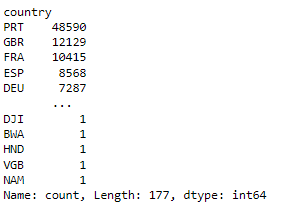 country
PRT    48590
GBR    12129
FRA    10415
ESP     8568
DEU     7287
       ...
DJI        1
BWA        1
HND        1
VGB        1
NAM        1
Name: count, Length: 177, dtype: int64